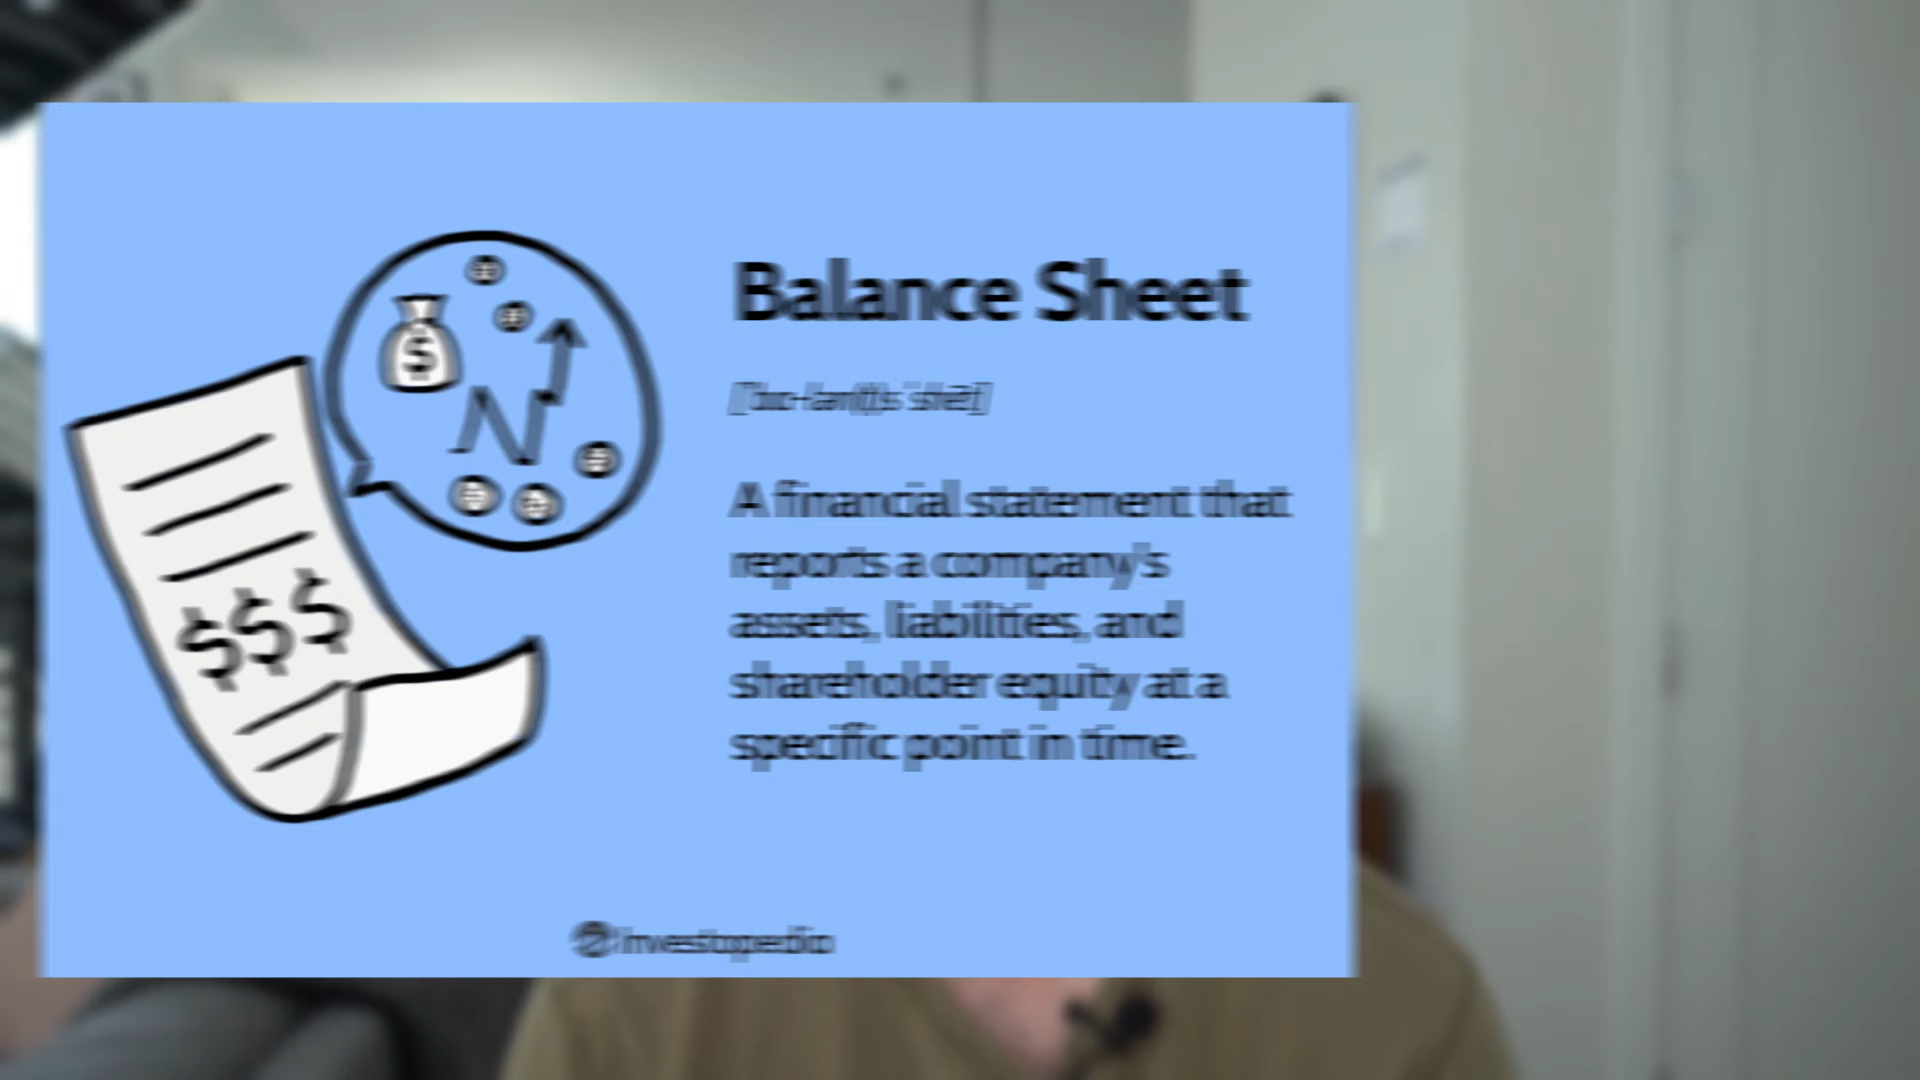 Balance Sheet
A financial statement that
reports a company's
assets, liabilities, and
shareholder equity at a
specific point in time.
$
$$$
Investopedia